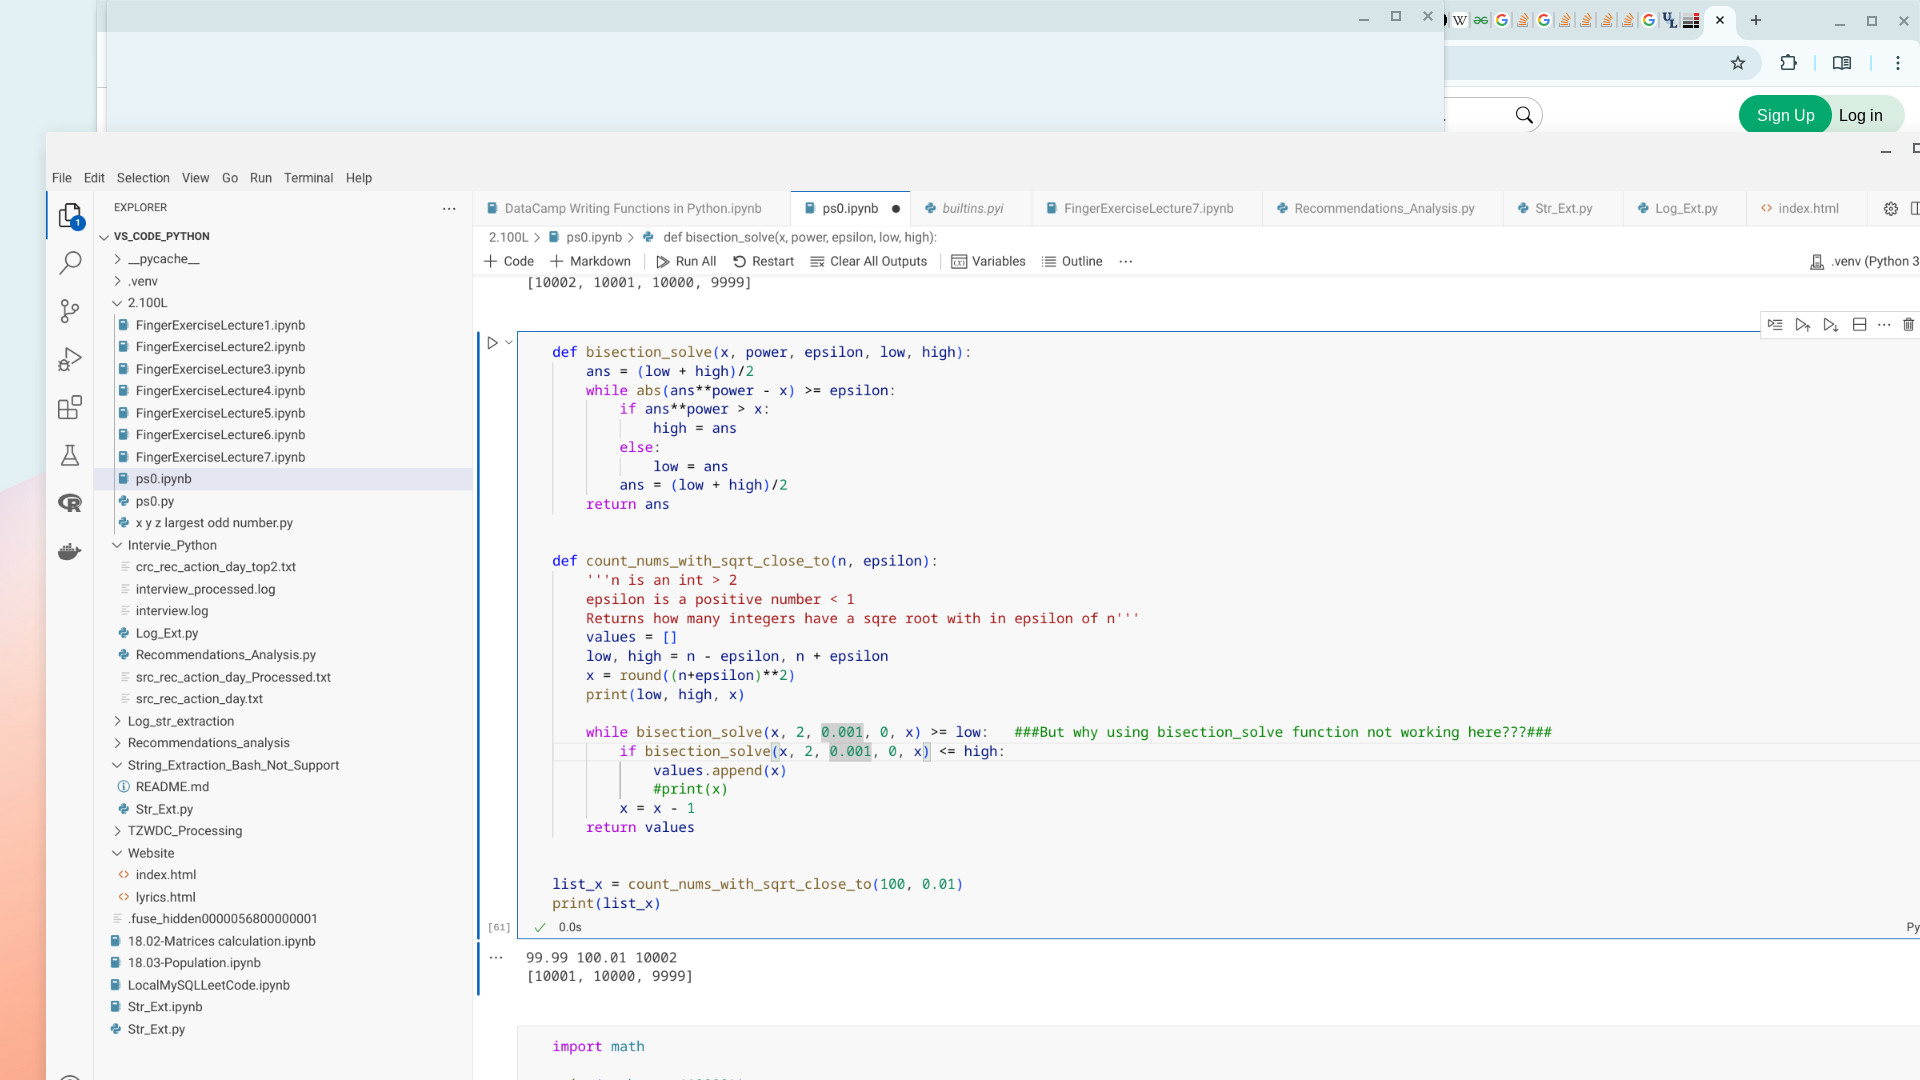 Sign Up Log in
File Edit Selection View Go Run Terminal Help
EXPLORER
DataCamp Writing Functions in Python.ipynb ps0.ipynb builtins.pyi FingerExerciseLecture7.ipynb Recommendations_Analysis.py Str_Ext.py Log_Ext.py index.html
2.100L > ps0.ipynb > def bisection_solve(x, power, epsilon, low, high):
Code Markdown Run All Restart Clear All Outputs Variables Outline .venv (Python 3
VS_CODE_PYTHON
__pycache__
.venv
2.100L
FingerExerciseLecture1.ipynb
FingerExerciseLecture2.ipynb
FingerExerciseLecture3.ipynb
FingerExerciseLecture4.ipynb
FingerExerciseLecture5.ipynb
FingerExerciseLecture6.ipynb
FingerExerciseLecture7.ipynb
ps0.ipynb
ps0.py
x y z largest odd number.py
Intervie_Python
crc_rec_action_day_top2.txt
interview_processed.log
interview.log
Log_Ext.py
Recommendations_Analysis.py
src_rec_action_day_Processed.txt
src_rec_action_day.txt
Log_str_extraction
Recommendations_analysis
String_Extraction_Bash_Not_Support
README.md
Str_Ext.py
TZWDC_Processing
Website
index.html
lyrics.html
.fuse_hidden0000056800000001
18.02-Matrices calculation.ipynb
18.03-Population.ipynb
LocalMySQLLeetCode.ipynb
Str_Ext.ipynb
Str_Ext.py
[10002, 10001, 10000, 9999]
def bisection_solve(x, power, epsilon, low, high):
ans = (low + high)/2
while abs(ans**power - x) >= epsilon:
if ans**power > x:
high = ans
else:
low = ans
ans = (low + high)/2
return ans
def count_nums_with_sqrt_close_to(n, epsilon):
'''n is an int > 2
epsilon is a positive number < 1
Returns how many integers have a sqre root with in epsilon of n'''
values = []
low, high = n - epsilon, n + epsilon
x = round((n+epsilon)**2)
print(low, high, x)
while bisection_solve(x, 2, 0.001, 0, x) >= low: ###But why using bisection_solve function not working here???###
if bisection_solve(x, 2, 0.001, 0, x) <= high:
values.append(x)
#print(x)
x = x - 1
return values
list_x = count_nums_with_sqrt_close_to(100, 0.01)
print(list_x)
[61] 0.0s Py
99.99 100.01 10002
[10001, 10000, 9999]
import math